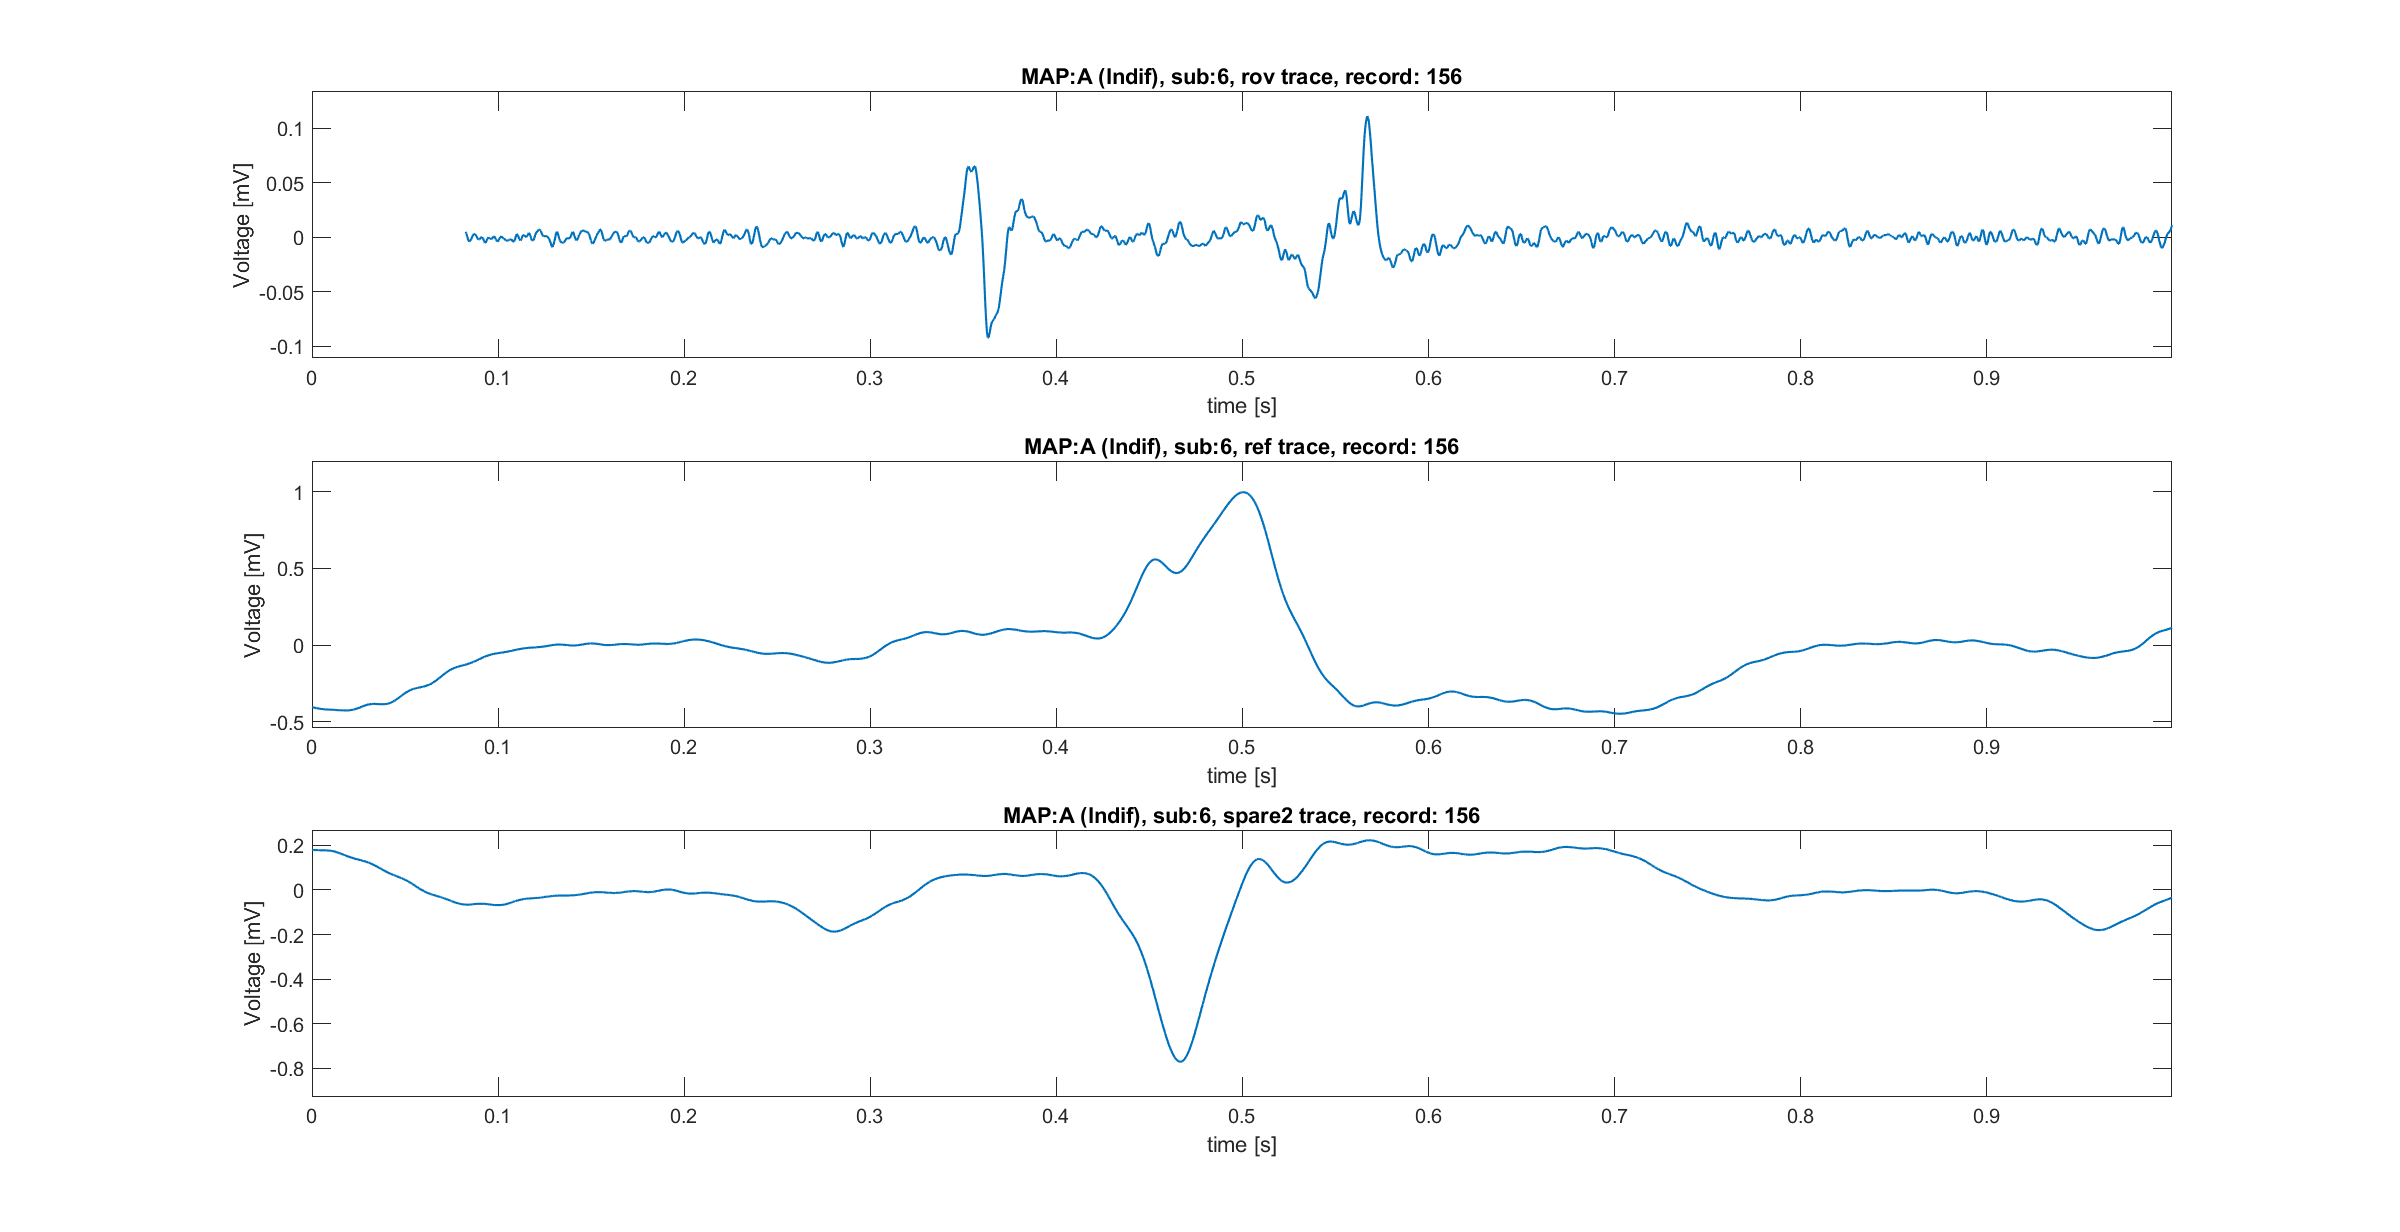 MAP:A (Indif), sub:6, rov trace, record: 156
0.1
0.05
0
-0.05
-0.1
Voltage [mV]
0 0.1 0.2 0.3 0.4 0.5 0.6 0.7 0.8 0.9
time [s]
MAP:A (Indif), sub:6, ref trace, record: 156
1
0.5
0
-0.5
Voltage [mV]
0 0.1 0.2 0.3 0.4 0.5 0.6 0.7 0.8 0.9
time [s]
MAP:A (Indif), sub:6, spare2 trace, record: 156
0.2
0
-0.2
-0.4
-0.6
-0.8
Voltage [mV]
0 0.1 0.2 0.3 0.4 0.5 0.6 0.7 0.8 0.9
time [s]